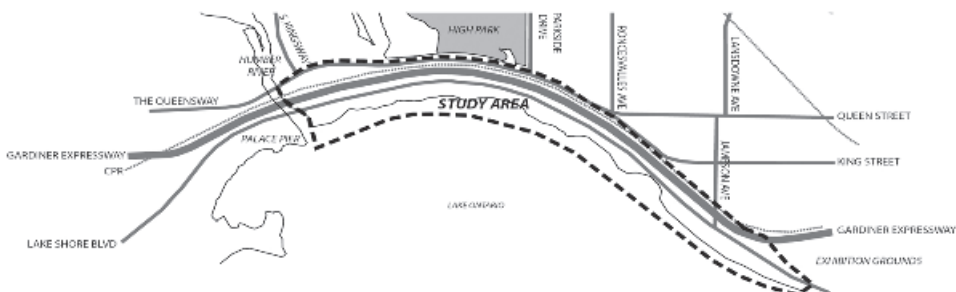 S. KINGSWAY
HIGH PARK
PARKSIDE
DRIVE
RONCESVALLES AVE
LANSDOWNE AVE
HUMBER
RIVER
THE QUEENSWAY
STUDY AREA
QUEEN STREET
PALACE PIER
GARDINER EXPRESSWAY
CPR
KING STREET
JAMESON AVE
LAKE ONTARIO
LAKE SHORE BLVD
GARDINER EXPRESSWAY
EXHIBITION GROUNDS